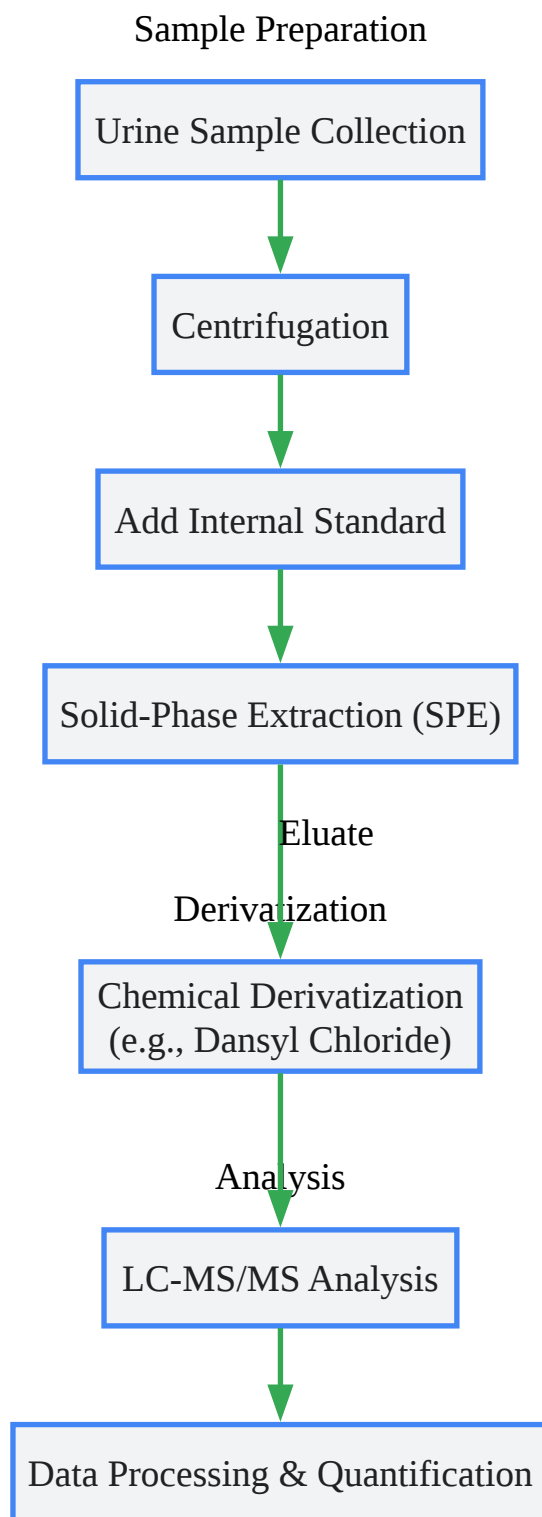 Sample Preparation
Urine Sample Collection
Centrifugation
Add Internal Standard
Solid-Phase Extraction (SPE)
Eluate
Derivatization
Chemical Derivatization
(e.g., Dansyl Chloride)
Analysis
LC-MS/MS Analysis
Data Processing & Quantification